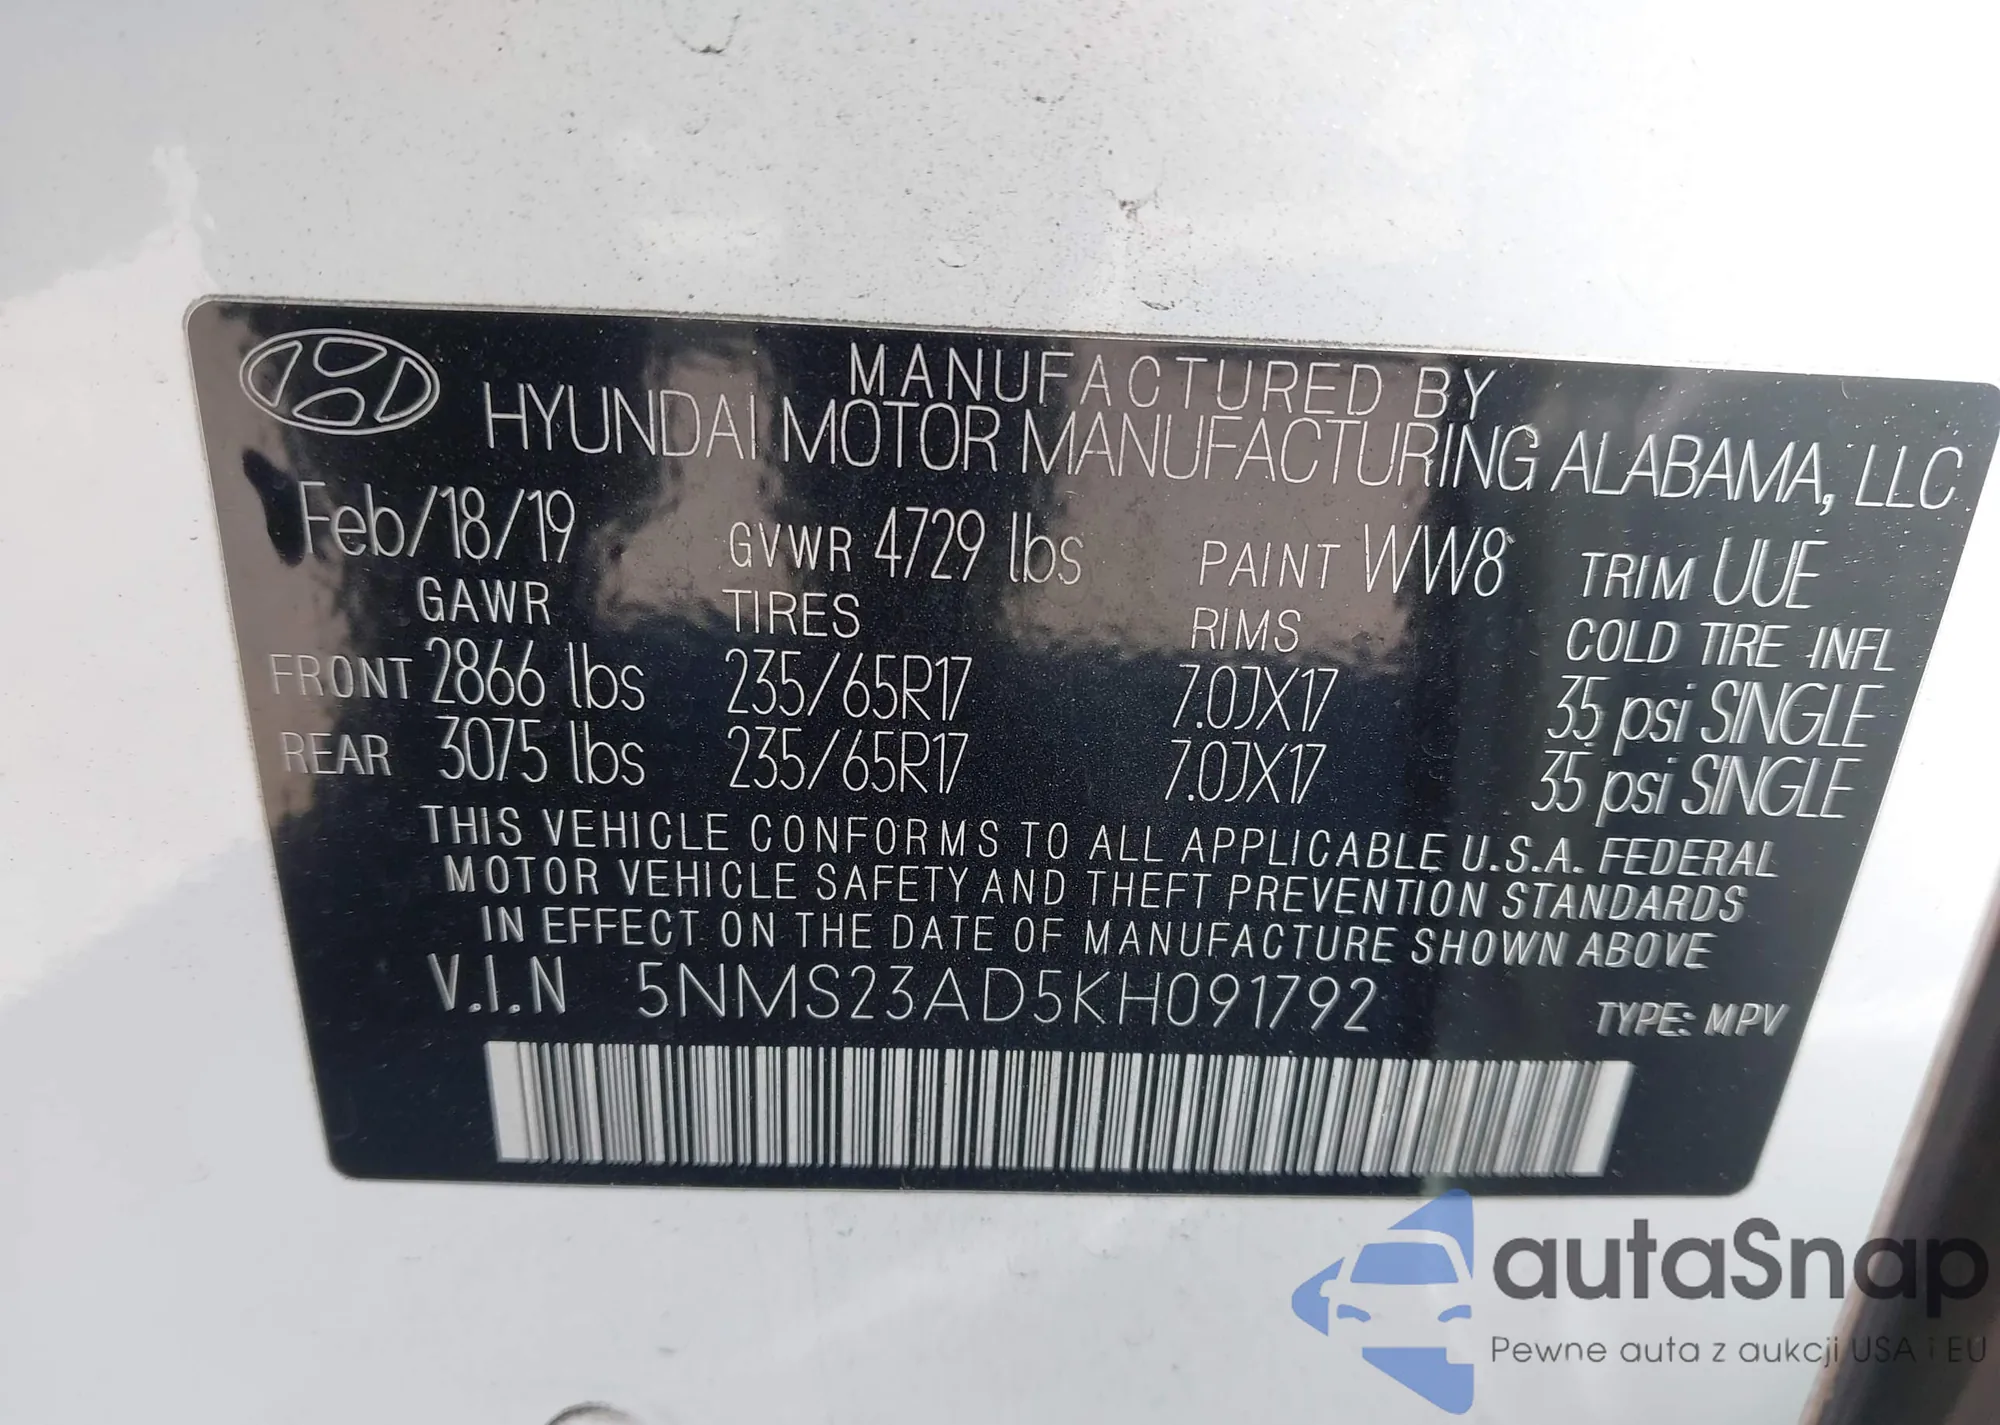 MANUFACTURED BY
HYUNDAI MOTOR MANUFACTURING ALABAMA, LLC
Feb/18/19 GVWR 4729 lbs PAINT WW8 TRIM UUE
GAWR TIRES RIMS COLD TIRE INFL
FRONT 2866 lbs 235/65R17 7.0JX17 35 psi SINGLE
REAR 3075 lbs 235/65R17 7.0JX17 35 psi SINGLE
THIS VEHICLE CONFORMS TO ALL APPLICABLE U.S.A. FEDERAL
MOTOR VEHICLE SAFETY AND THEFT PREVENTION STANDARDS
IN EFFECT ON THE DATE OF MANUFACTURE SHOWN ABOVE
V.I.N 5NMS23AD5KH091792 TYPE: MPV
autaSnap
Pewne auta z aukcji USA i EU